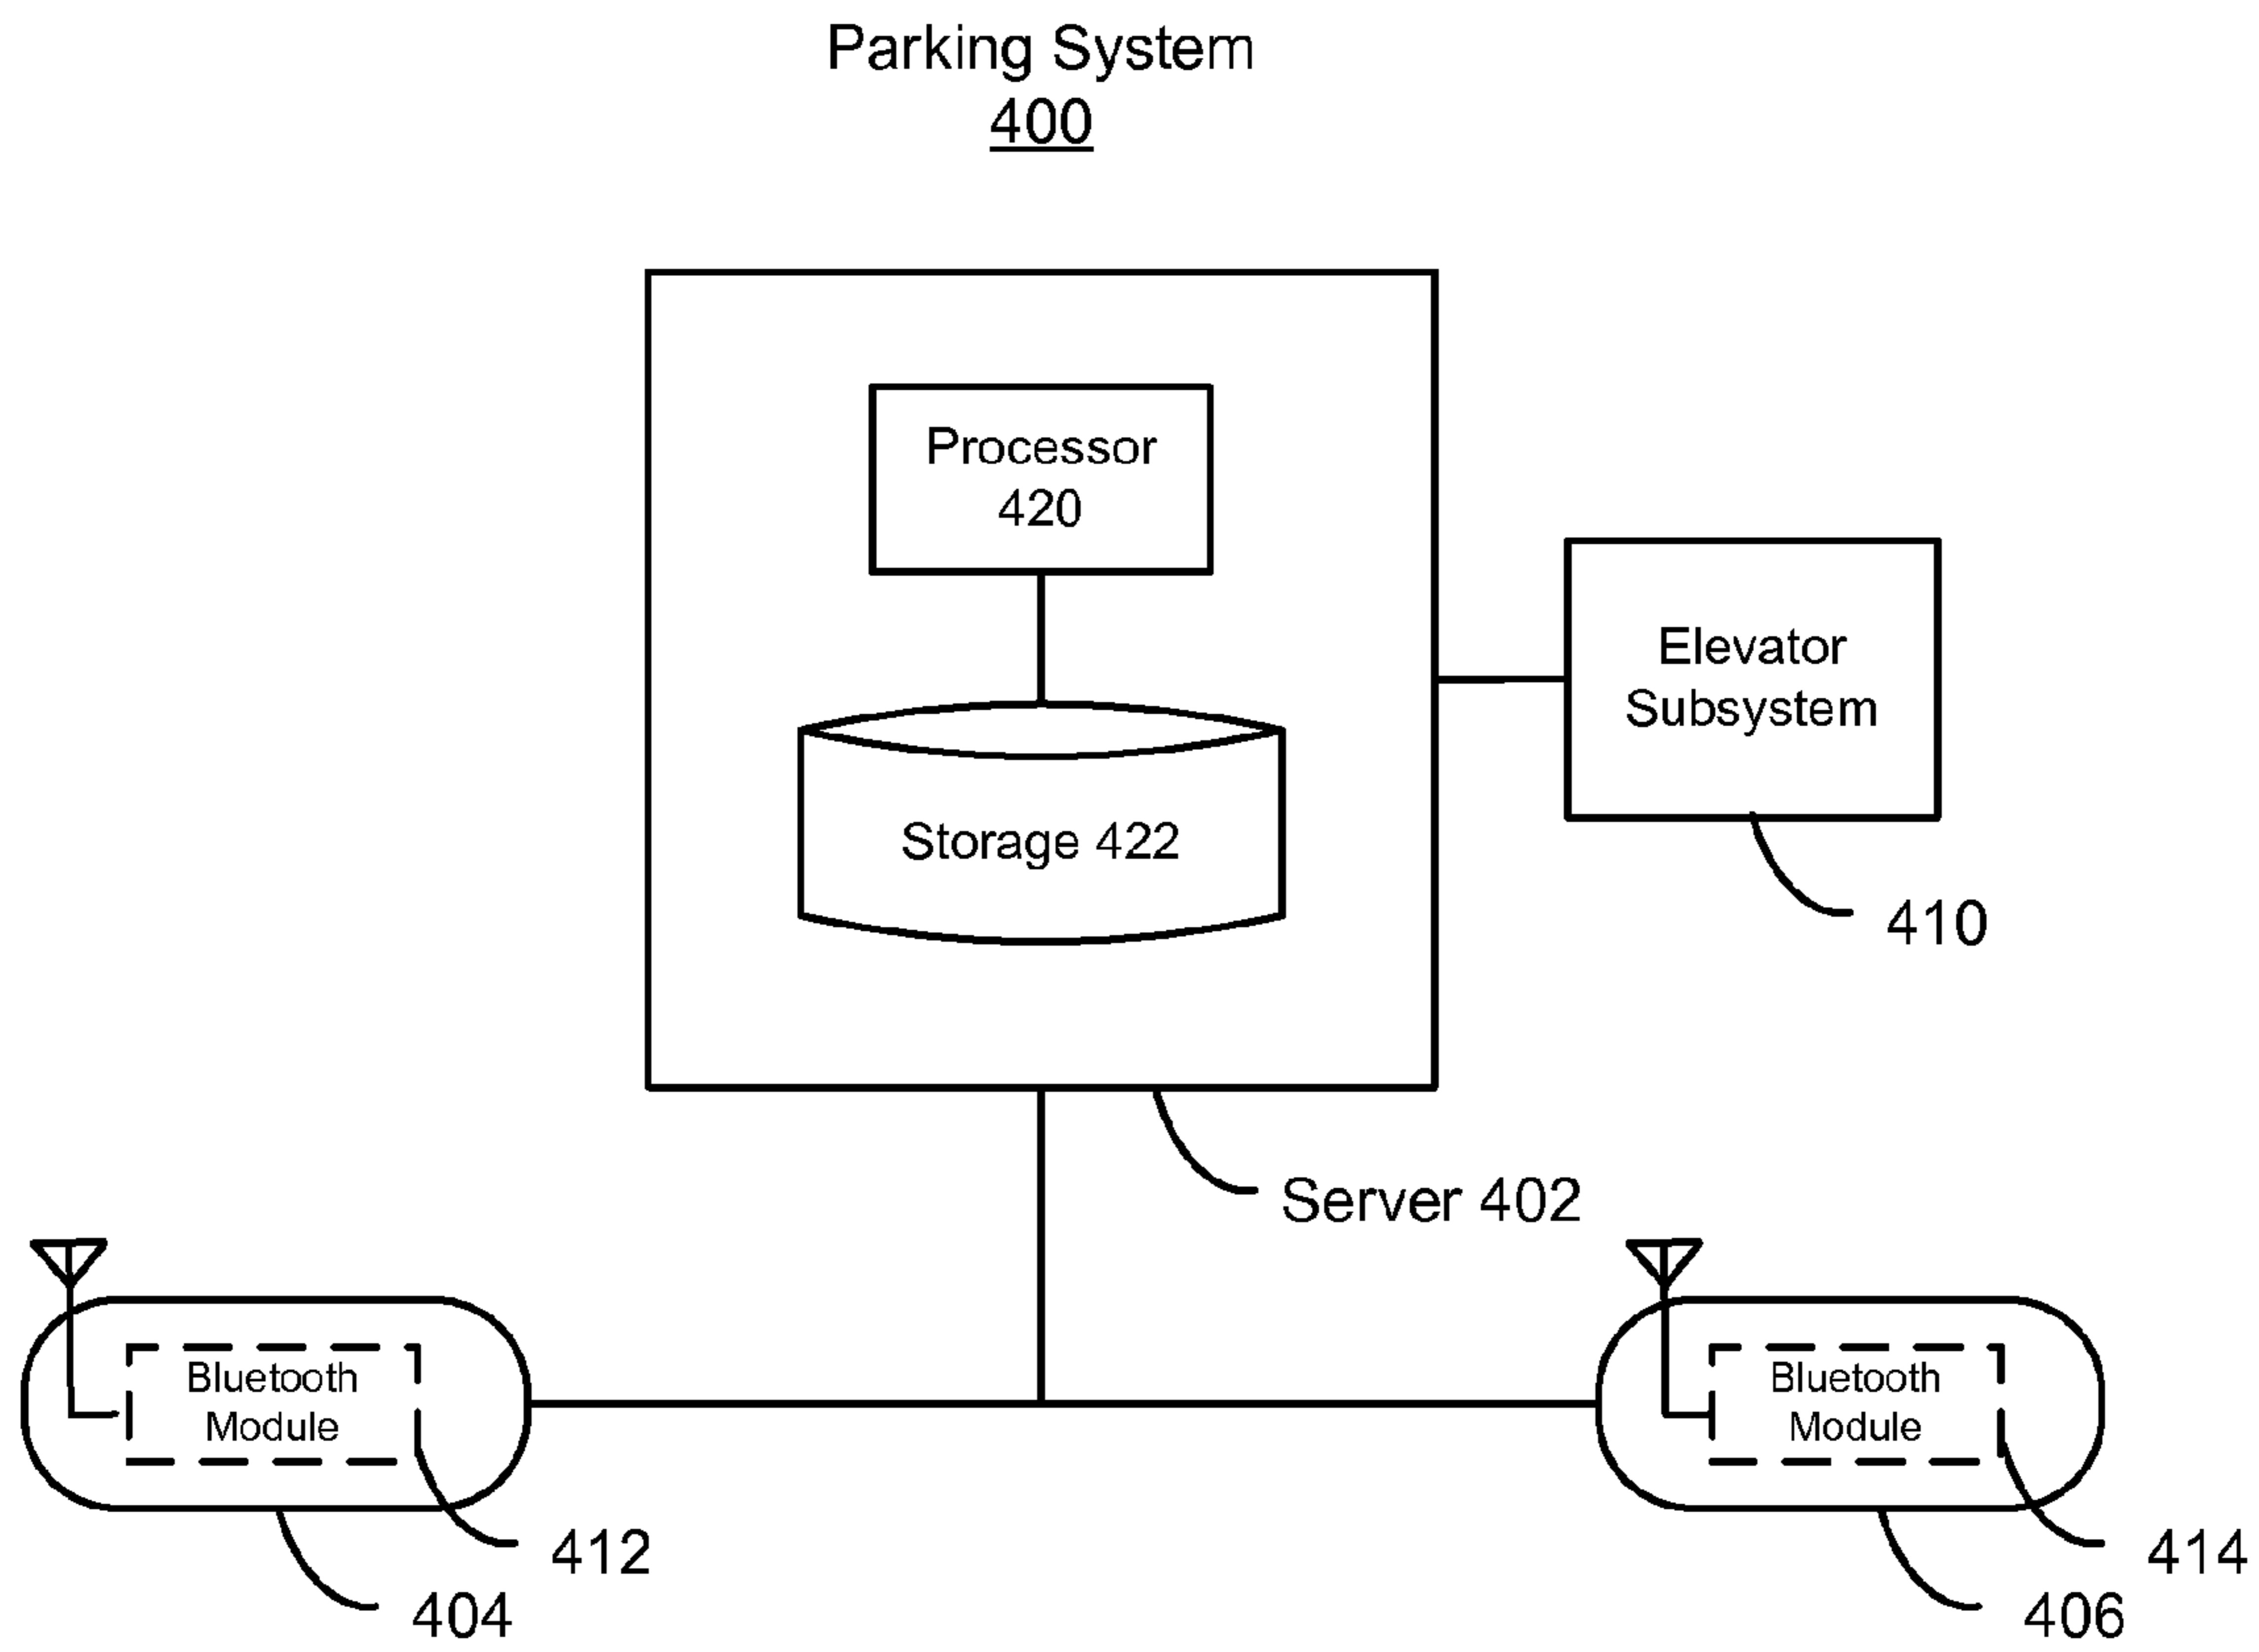 Parking System
400
Processor
420
Elevator
Subsystem
Storage 422
410
Server 402
Bluetooth
Module
Bluetooth
Module
412
414
404
406